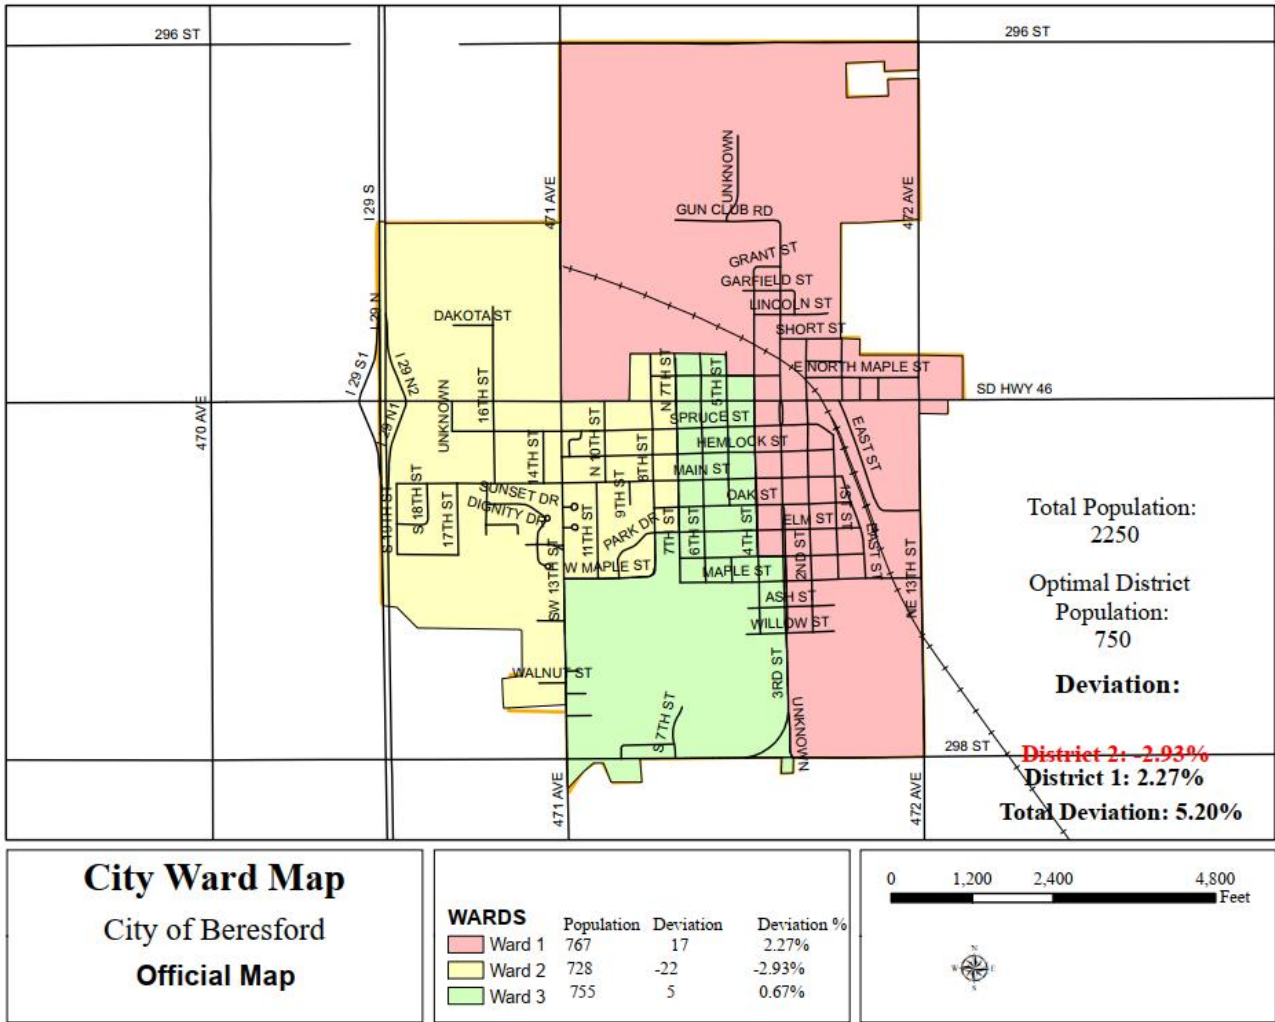 296 ST
296 ST
I 29 S
471 AVE
472 AVE
UNKNOWN
GUN CLUB RD
GRANT ST
GARFIELD ST
LINCOLN ST
SHORT ST
I 29 N
DAKOTA ST
I 29 S1
I 29 N2
E NORTH MAPLE ST
N 7TH ST
5TH ST
16TH ST
SD HWY 46
470 AVE
I 29 N1
UNKNOWN
SPRUCE ST
EAST ST
HEMLOCK ST
N 10TH ST
14TH ST
8TH ST
MAIN ST
SUNSET DR
OAK ST
S 19TH ST
S 18TH ST
17TH ST
DIGNITY DR
9TH ST
1ST ST
ELM ST
11TH ST
PARK DR
7TH ST
6TH ST
4TH ST
2ND ST
EAST ST
NE 13TH ST
W MAPLE ST
MAPLE ST
SW 13TH ST
ASH ST
WILLOW ST
WALNUT ST
3RD ST
S 7TH ST
UNKNOWN
298 ST
471 AVE
472 AVE
Total Population:
2250
Optimal District
Population:
750
Deviation:
District 2: -2.93%
District 1: 2.27%
Total Deviation: 5.20%
City Ward Map
City of Beresford
Official Map
WARDS Population Deviation Deviation %
Ward 1 767 17 2.27%
Ward 2 728 -22 -2.93%
Ward 3 755 5 0.67%
0 1,200 2,400 4,800
Feet
N
W E
S